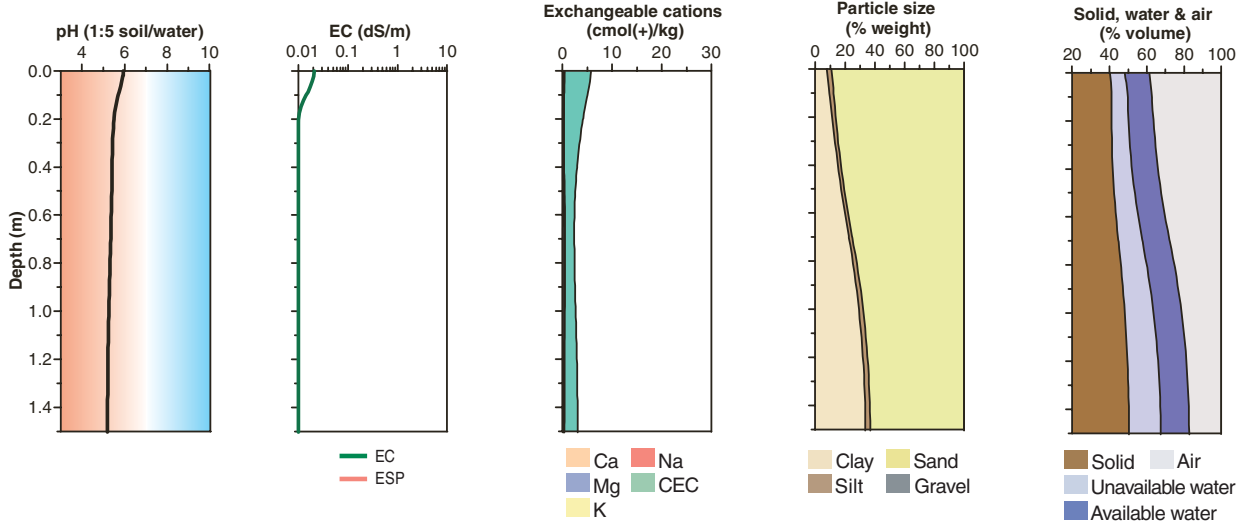 pH (1:5 soil/water)
4 6 8 10
Depth (m)
0.0
0.2
0.4
0.6
0.8
1.0
1.2
1.4
EC (dS/m)
0.01 0.1 1 10
EC
ESP
Exchangeable cations
(cmol(+)/kg)
0 10 20 30
Ca Na
Mg CEC
K
Particle size
(% weight)
0 20 40 60 80 100
Clay Sand
Silt Gravel
Solid, water & air
(% volume)
20 40 60 80 100
Solid Air
Unavailable water
Available water